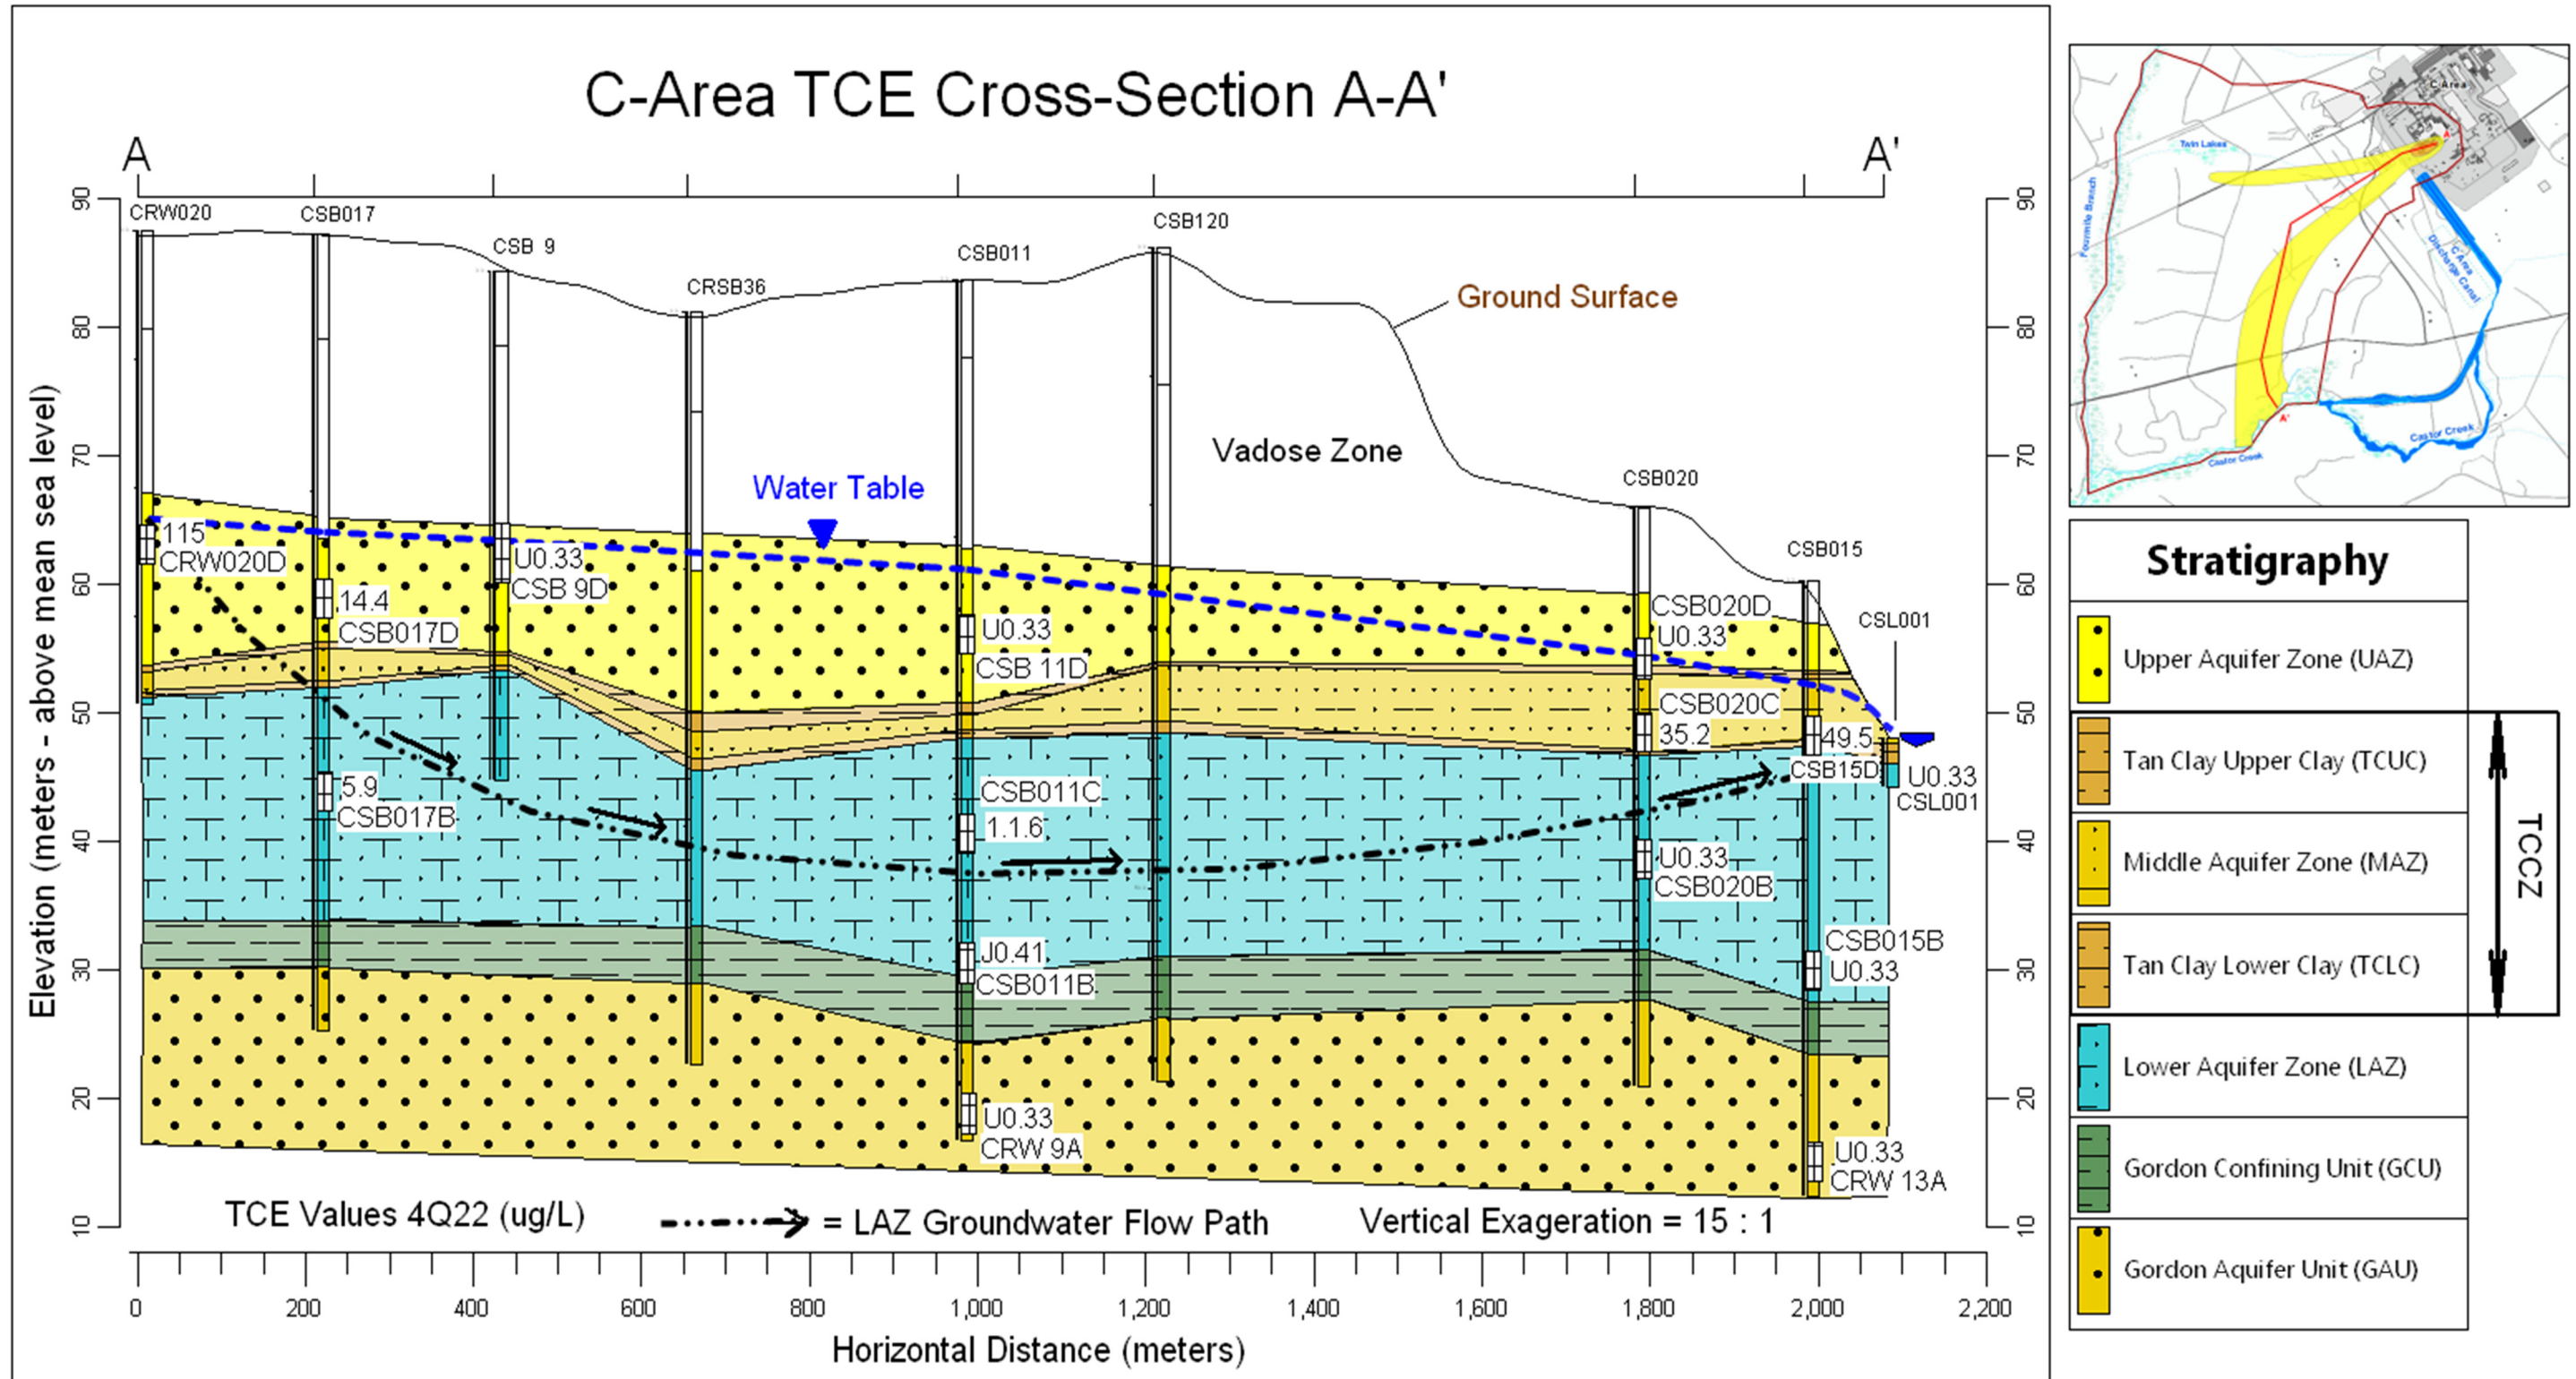 C-Area TCE Cross-Section A-A'
A
A'
90
80
70
60
50
40
30
20
10
Elevation (meters - above mean sea level)
90
80
70
60
50
40
30
20
10
CRW020
CSB017
CSB 9
CRSB36
CSB011
CSB120
CSB020
CSB015
CSL001
Ground Surface
Vadose Zone
Water Table
115
CRW020D
14.4
CSB017D
5.9
CSB017B
U0.33
CSB 9D
U0.33
CSB 11D
CSB011C
1.1.6
J0.41
CSB011B
U0.33
CRW 9A
CSB020D
U0.33
CSB020C
35.2
U0.33
CSB020B
49.5
CSB15D
CSB015B
U0.33
U0.33
CRW 13A
U0.33
CSL001
TCE Values 4Q22 (ug/L)
= LAZ Groundwater Flow Path
Vertical Exageration = 15 : 1
0
200
400
600
800
1,000
1,200
1,400
1,600
1,800
2,000
2,200
Horizontal Distance (meters)
C Area
A
Twin Lakes
Fourmile Branch
C Area
Discharge Canal
A'
Castor Creek
Castor Creek
Stratigraphy
Upper Aquifer Zone (UAZ)
Tan Clay Upper Clay (TCUC)
Middle Aquifer Zone (MAZ)
Tan Clay Lower Clay (TCLC)
TCCZ
Lower Aquifer Zone (LAZ)
Gordon Confining Unit (GCU)
Gordon Aquifer Unit (GAU)